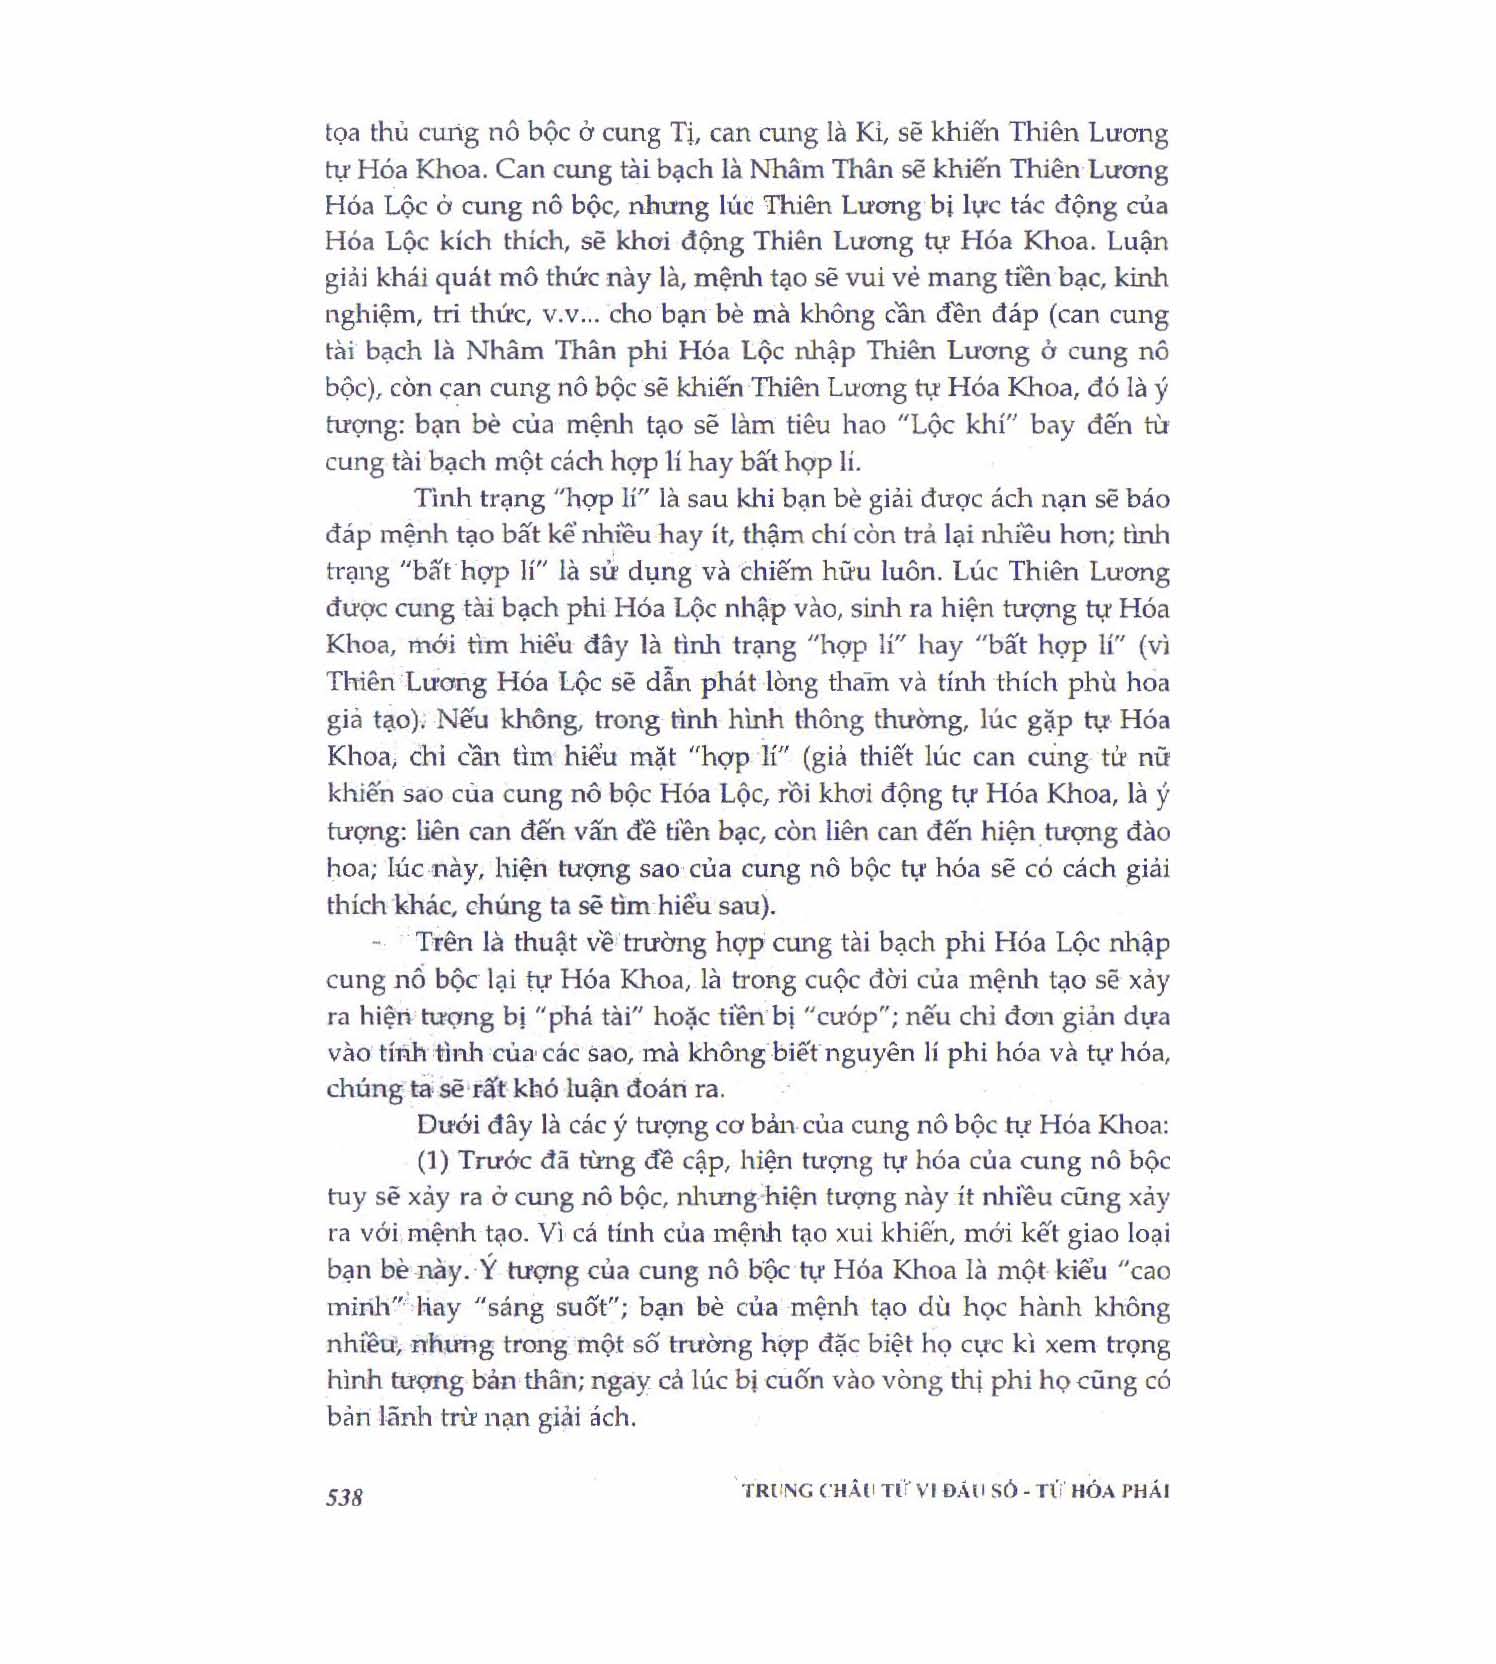 tọa thủ cung nô bộc ở cung Tị, can cung là Kỉ, sẽ khiến Thiên Lương
tự Hóa Khoa. Can cung tài bạch là Nhâm Thân sẽ khiến Thiên Lương
Hóa Lộc ở cung nô bộc, nhưng lúc Thiên Lương bị lực tác động của
Hóa Lộc kích thích, sẽ khơi động Thiên Lương tự Hóa Khoa. Luận
giải khái quát mô thức này là, mệnh tạo sẽ vui vẻ mang tiền bạc, kinh
nghiệm, tri thức, v.v... cho bạn bè mà không cần đền đáp (can cung
tài bạch là Nhâm Thân phi Hóa Lộc nhập Thiên Lương ở cung nô
bộc), còn can cung nô bộc sẽ khiến Thiên Lương tự Hóa Khoa, đó là ý
tượng: bạn bè của mệnh tạo sẽ làm tiêu hao "Lộc khí" bay đến từ
cung tài bạch một cách hợp lí hay bất hợp lí.
Tình trạng "hợp lí" là sau khi bạn bè giải được ách nạn sẽ báo
đáp mệnh tạo bất kể nhiều hay ít, thậm chí còn trả lại nhiều hơn; tình
trạng "bất hợp lí" là sử dụng và chiếm hữu luôn. Lúc Thiên Lương
được cung tài bạch phi Hóa Lộc nhập vào, sinh ra hiện tượng tự Hóa
Khoa, mới tìm hiểu đây là tình trạng "hợp lí" hay "bất hợp lí" (vì
Thiên Lương Hóa Lộc sẽ dẫn phát lòng tham và tính thích phù hoa
giả tạo). Nếu không, trong tình hình thông thường, lúc gặp tự Hóa
Khoa, chỉ cần tìm hiểu mặt "hợp lí" (giả thiết lúc can cung tử nữ
khiến sao của cung nô bộc Hóa Lộc, rồi khơi động tự Hóa Khoa, là ý
tượng: liên can đến vấn đề tiền bạc, còn liên can đến hiện tượng đào
hoa; lúc này, hiện tượng sao của cung nô bộc tự hóa sẽ có cách giải
thích khác, chúng ta sẽ tìm hiểu sau).
Trên là thuật về trường hợp cung tài bạch phi Hóa Lộc nhập
cung nô bộc lại tự Hóa Khoa, là trong cuộc đời của mệnh tạo sẽ xảy
ra hiện tượng bị "phá tài" hoặc tiền bị "cướp"; nếu chỉ đơn giản dựa
vào tính tình của các sao, mà không biết nguyên lí phi hóa và tự hóa,
chúng ta sẽ rất khó luận đoán ra.
Dưới đây là các ý tượng cơ bản của cung nô bộc tự Hóa Khoa:
(1) Trước đã từng đề cập, hiện tượng tự hóa của cung nô bộc
tuy sẽ xảy ra ở cung nô bộc, nhưng hiện tượng này ít nhiều cũng xảy
ra với mệnh tạo. Vì cá tính của mệnh tạo xui khiến, mới kết giao loại
bạn bè này. Ý tượng của cung nô bộc tự Hóa Khoa là một kiểu "cao
minh" hay "sáng suốt"; bạn bè của mệnh tạo dù học hành không
nhiều, nhưng trong một số trường hợp đặc biệt họ cực kì xem trọng
hình tượng bản thân; ngay cả lúc bị cuốn vào vòng thị phi họ cũng có
bản lãnh trừ nạn giải ách.
538
TRUNG CHÂU TỬ VI ĐẨU SỐ - TỨ HÓA PHÁI